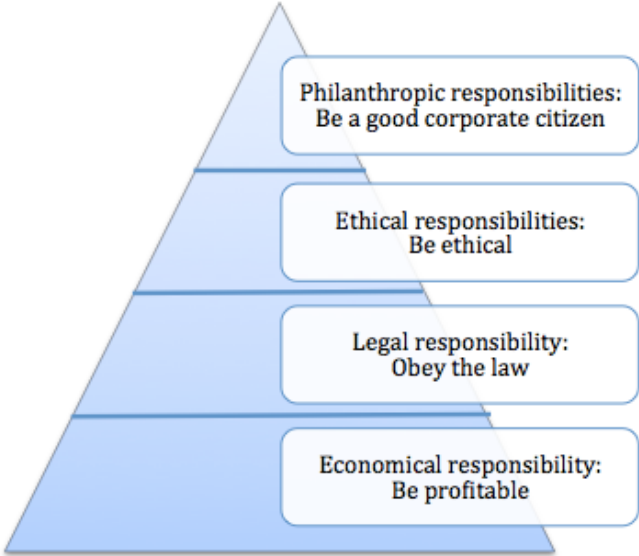 Philanthropic responsibilities:
Be a good corporate citizen
Ethical responsibilities:
Be ethical
Legal responsibility:
Obey the law
Economical responsibility:
Be profitable